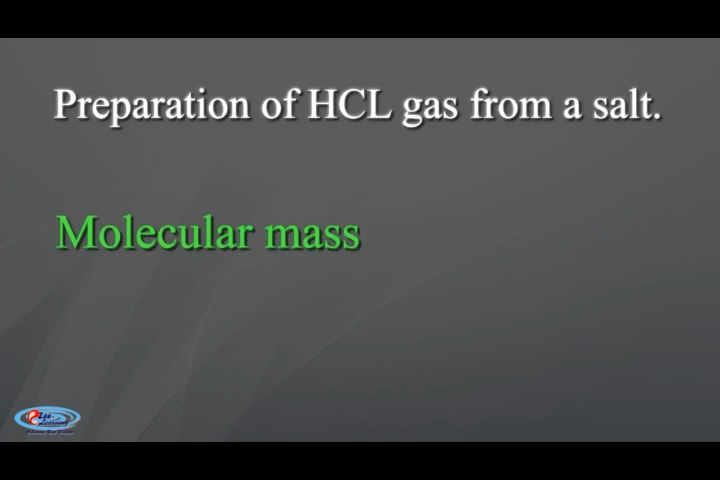 Preparation of HCL gas from a salt.
Molecular mass